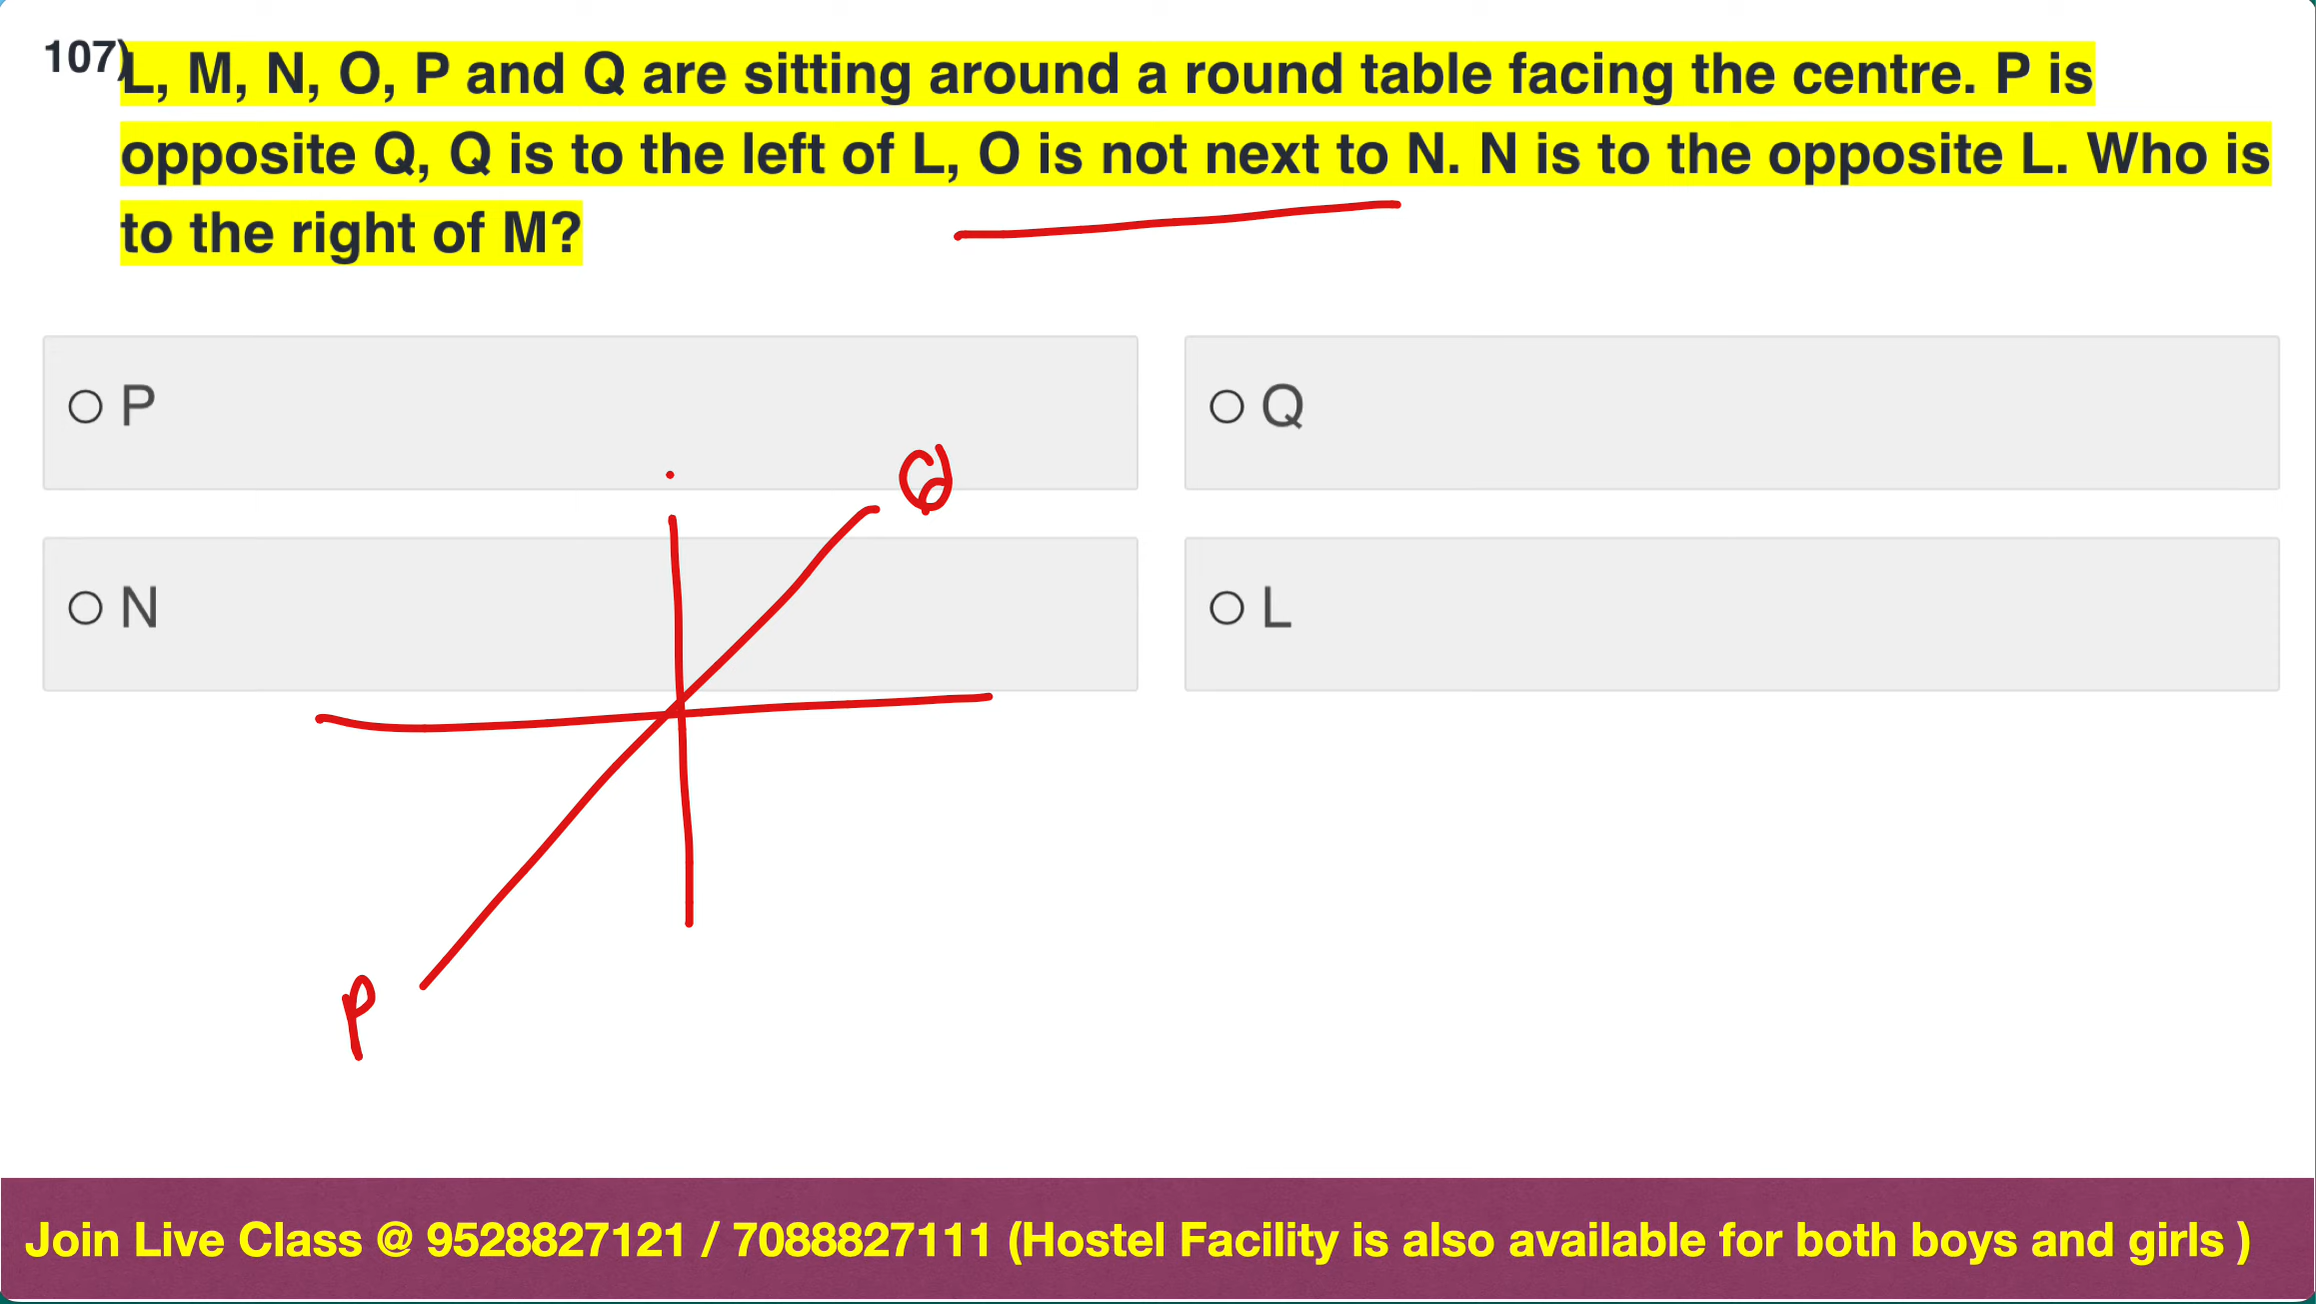 107)
L, M, N, O, P and Q are sitting around a round table facing the centre. P is
opposite Q, Q is to the left of L, O is not next to N. N is to the opposite L. Who is
to the right of M?
P
Q
N
L
Q
P
Join Live Class @ 9528827121 / 7088827111 (Hostel Facility is also available for both boys and girls )